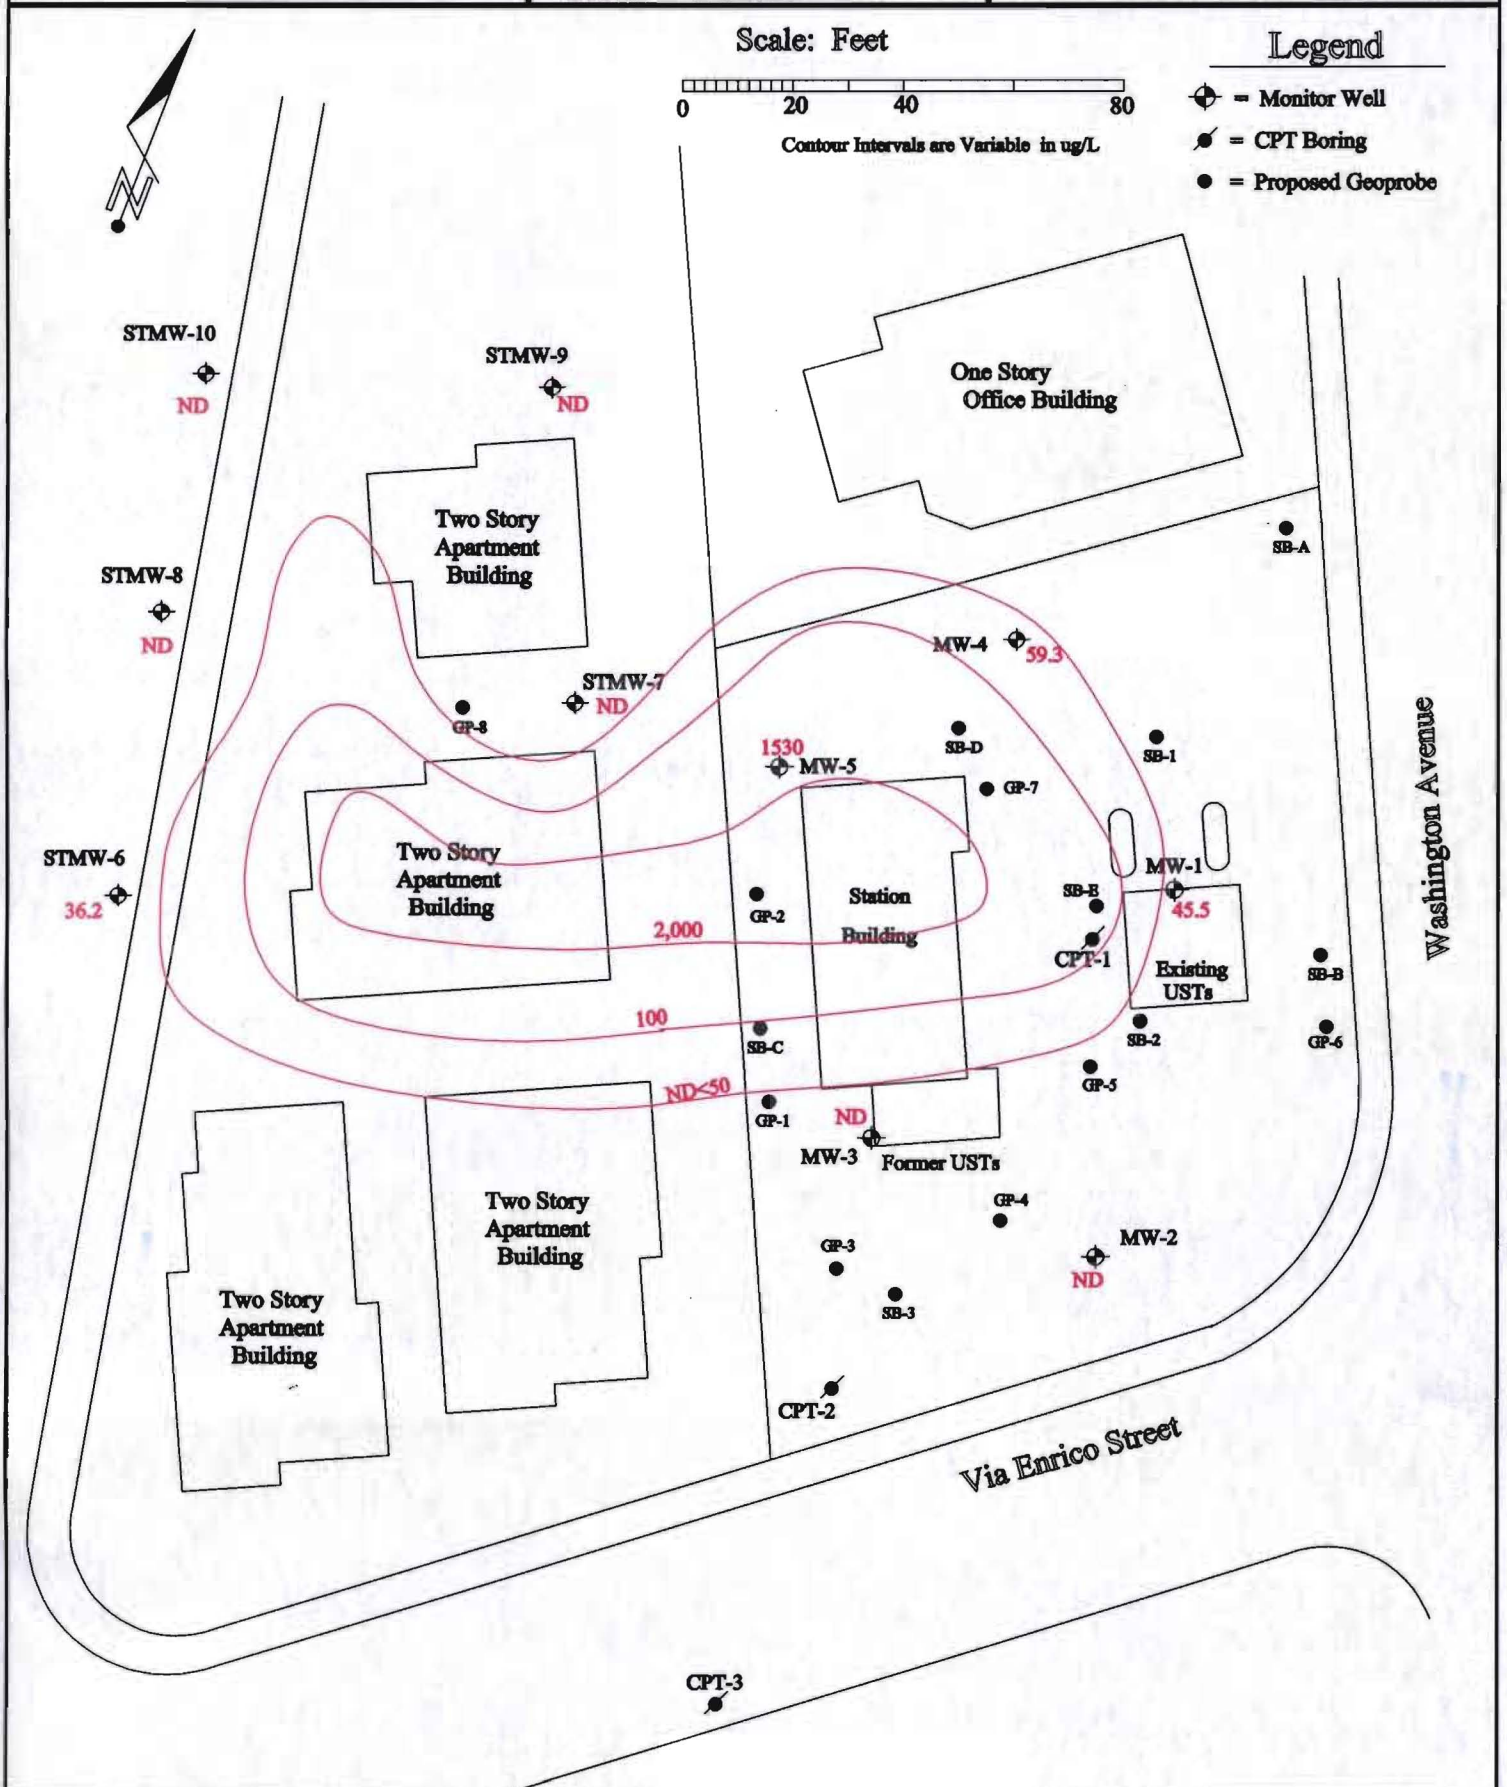 Scale: Feet
0 20 40 80
Contour Intervals are Variable in ug/L
Legend
= Monitor Well
= CPT Boring
= Proposed Geoprobe
N
STMW-10
ND
STMW-9
ND
One Story
Office Building
Two Story
Apartment
Building
SB-A
STMW-8
ND
MW-4
59.3
STMW-7
ND
GP-8
SB-D
SB-1
1530
MW-5
GP-7
Washington Avenue
STMW-6
36.2
Two Story
Apartment
Building
GP-2
2,000
Station
Building
SB-E
CPT-1
MW-1
45.5
Existing
USTs
SB-B
100
SB-C
SB-2
GP-6
GP-5
ND<50
GP-1
ND
MW-3
Former USTs
GP-4
MW-2
ND
GP-3
SB-3
Two Story
Apartment
Building
Two Story
Apartment
Building
CPT-2
Via Enrico Street
CPT-3